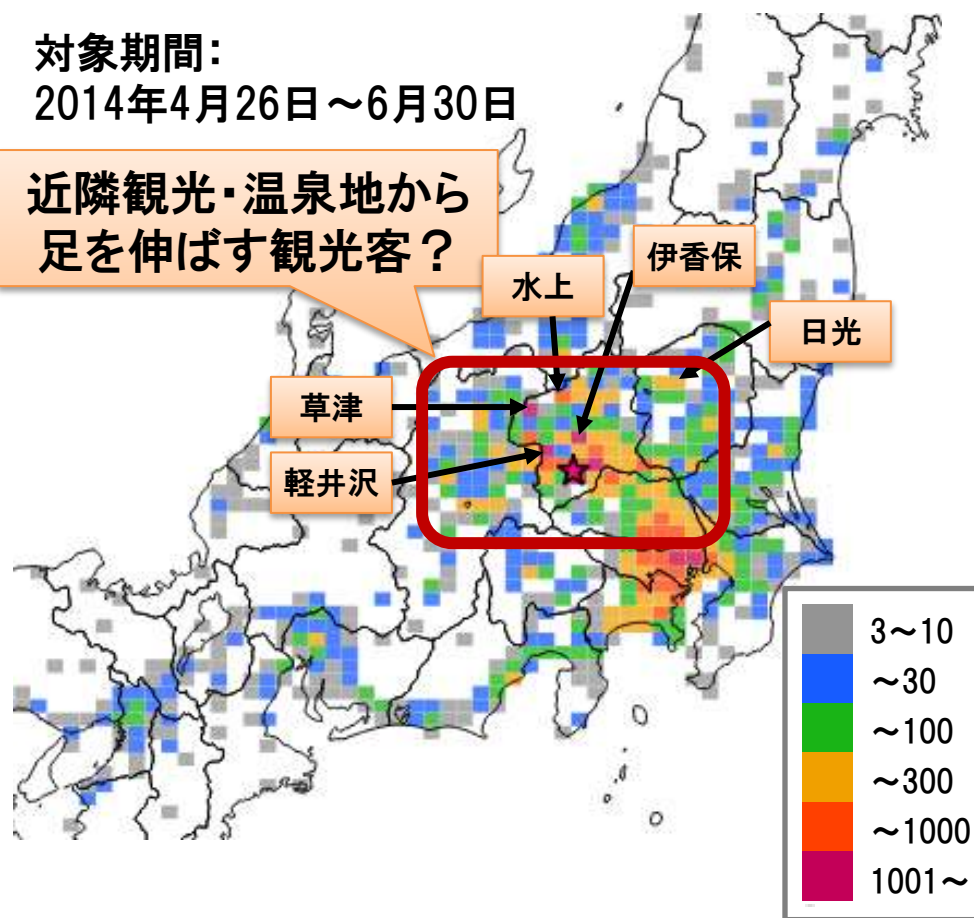 対象期間：
2014年4月26日～6月30日
近隣観光・温泉地から
足を伸ばす観光客？
伊香保
水上
日光
草津
軽井沢
3～10
～30
～100
～300
～1000
1001～